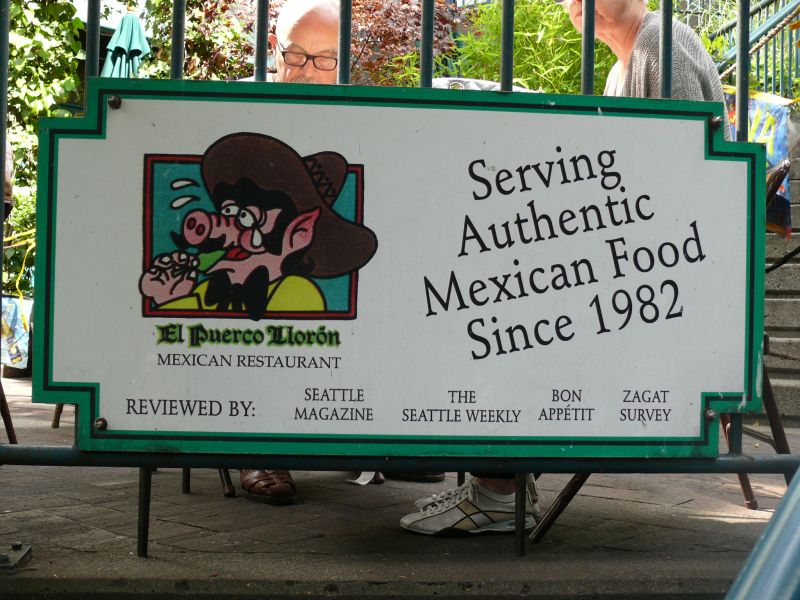 Serving
Authentic
Mexican Food
Since 1982
El Puerco Llorón
MEXICAN RESTAURANT
REVIEWED BY:
SEATTLE
MAGAZINE
THE
SEATTLE WEEKLY
BON
APPÉTIT
ZAGAT
SURVEY